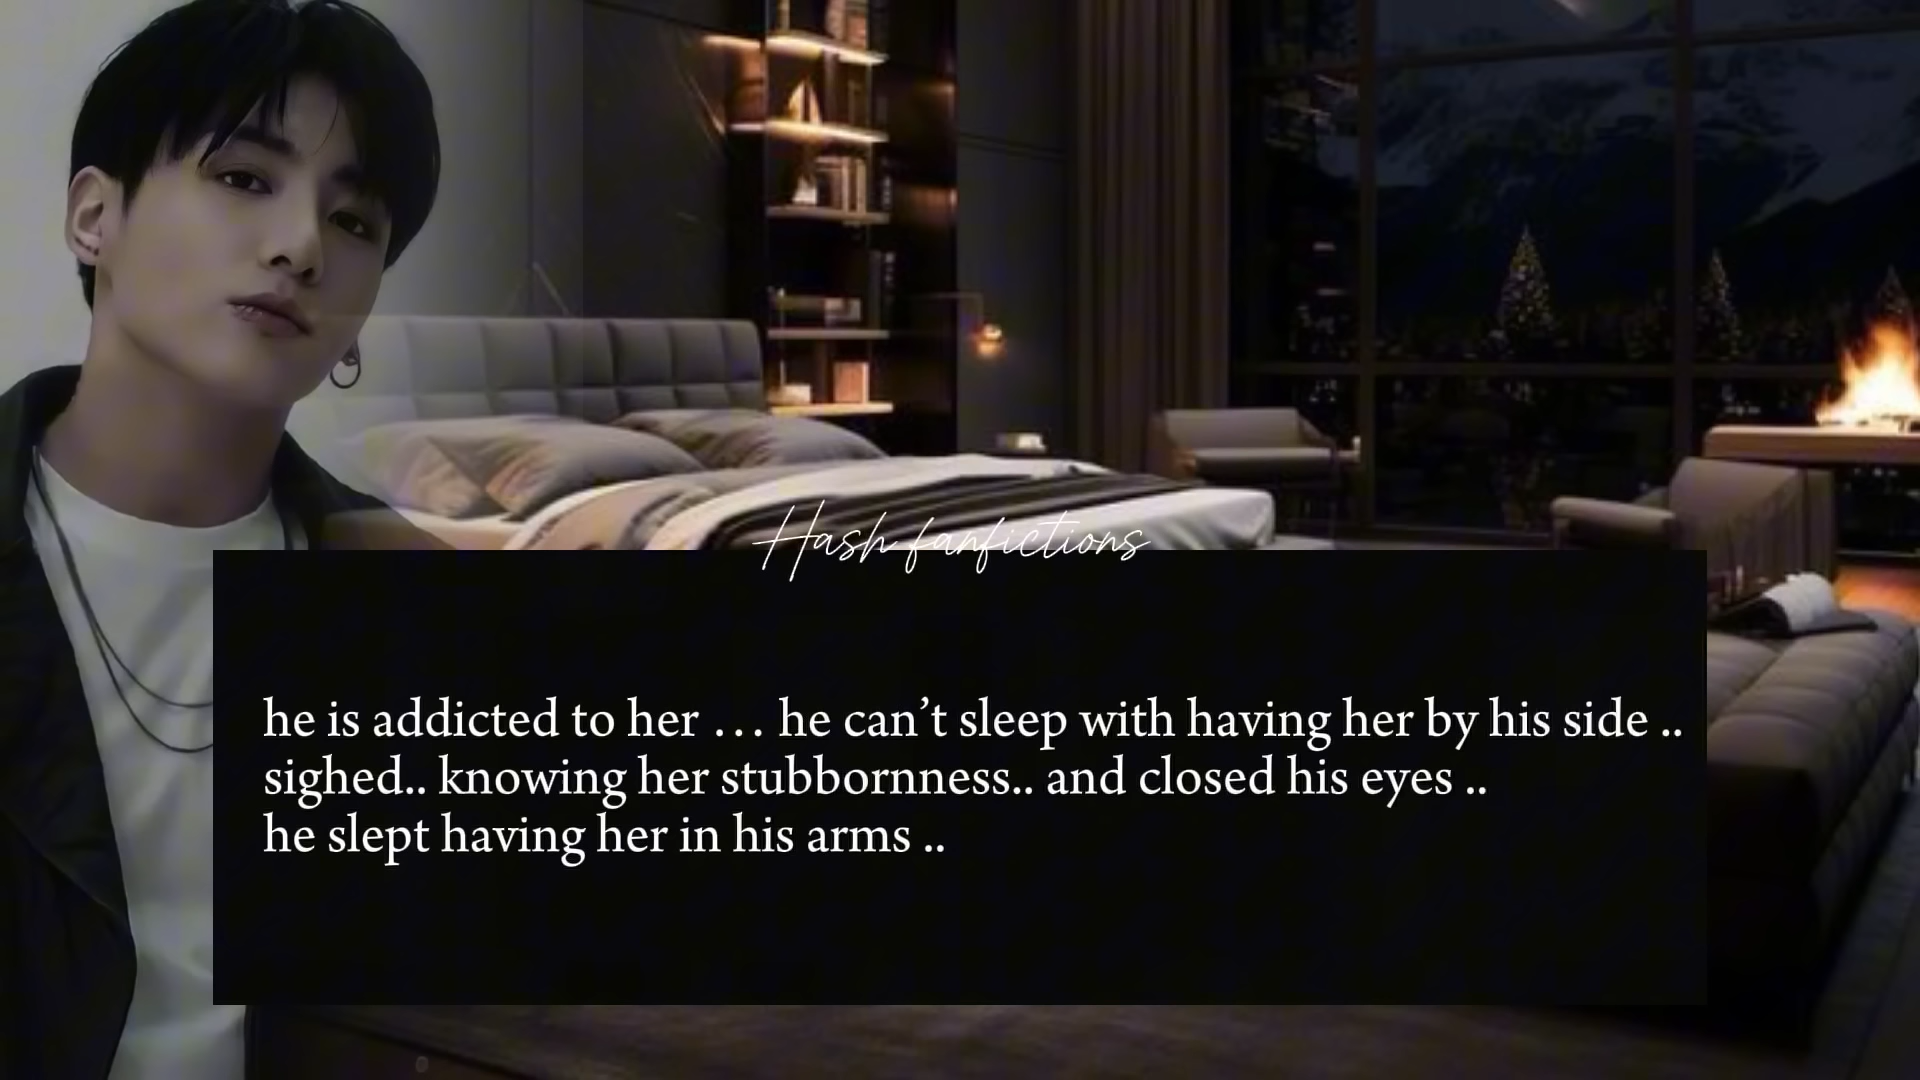 Hash fanfictions
he is addicted to her … he can’t sleep with having her by his side ..
sighed.. knowing her stubbornness.. and closed his eyes ..
he slept having her in his arms ..